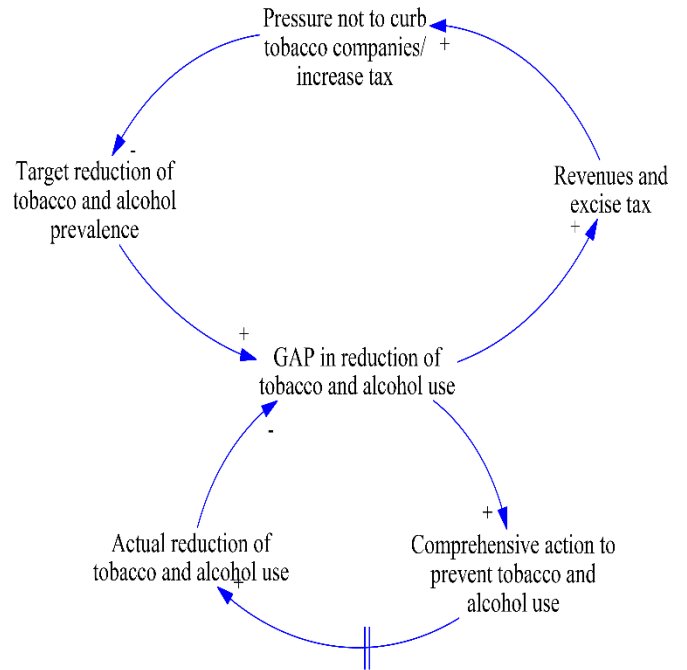 Pressure not to curb
tobacco companies/
increase tax
+
-
Target reduction of
tobacco and alcohol
prevalence
Revenues and
excise tax
+
+
GAP in reduction of
tobacco and alcohol use
-
+
Actual reduction of
tobacco and alcohol use
+
Comprehensive action to
prevent tobacco and
alcohol use